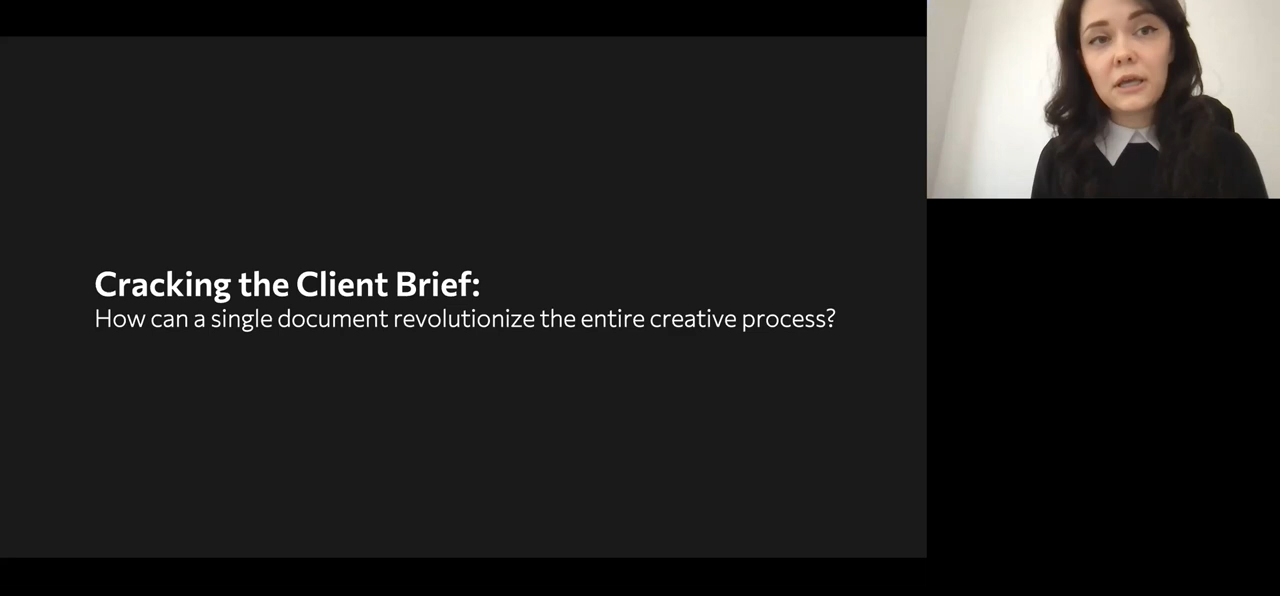 Cracking the Client Brief:
How can a single document revolutionize the entire creative process?